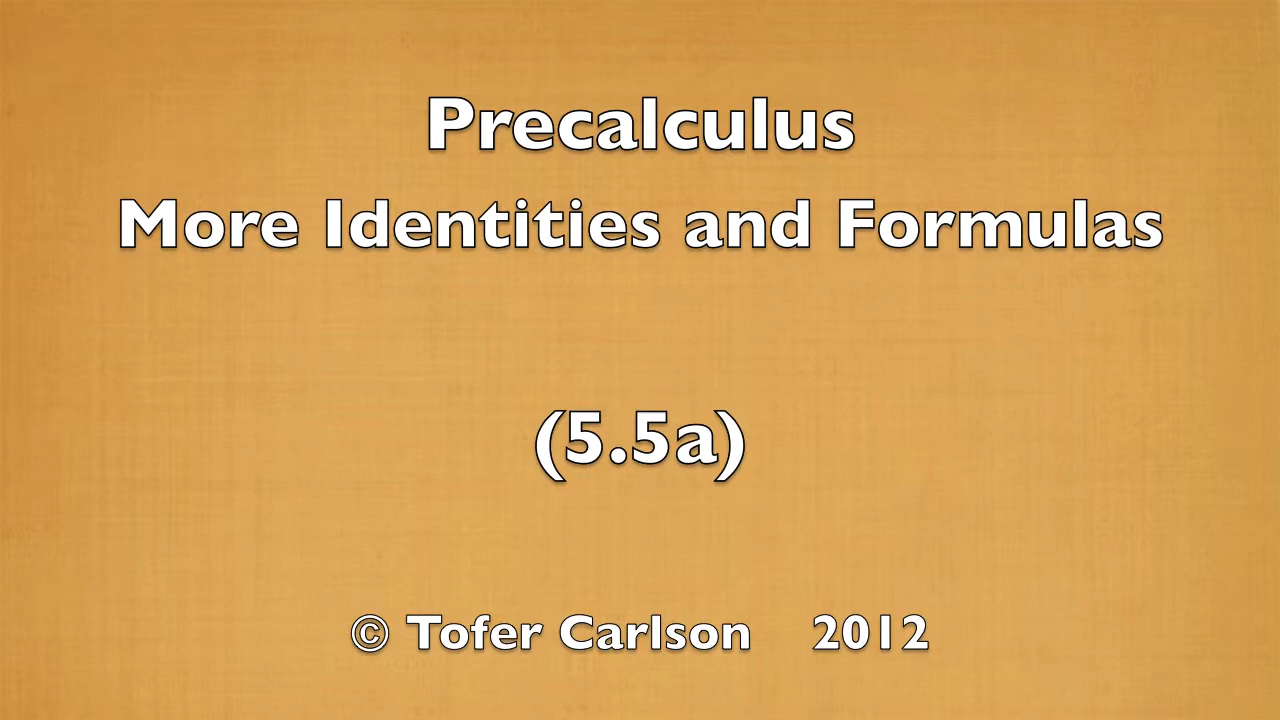 Precalculus
More Identities and Formulas
(5.5a)
© Tofer Carlson 2012